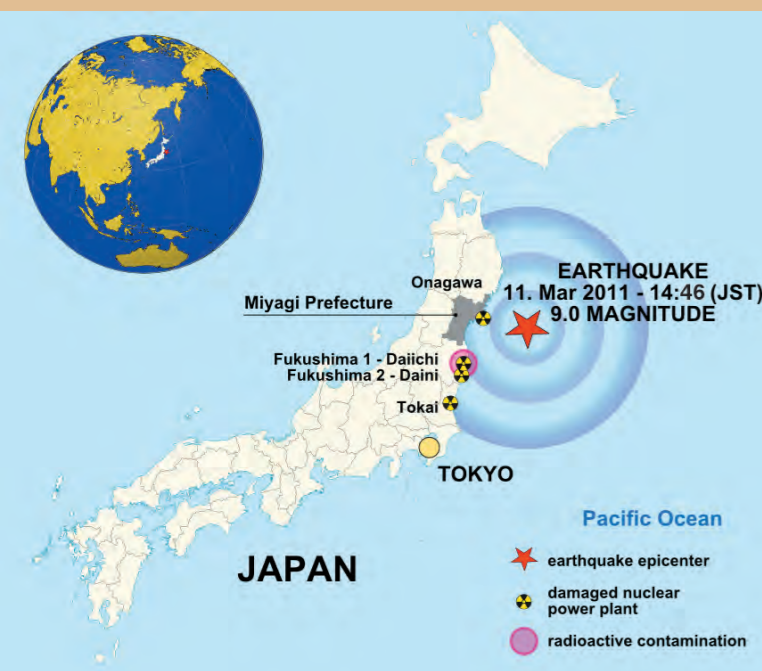 Onagawa
EARTHQUAKE
11. Mar 2011 - 14:46 (JST)
9.0 MAGNITUDE
Miyagi Prefecture
Fukushima 1 - Daiichi
Fukushima 2 - Daini
Tokai
TOKYO
JAPAN
Pacific Ocean
earthquake epicenter
damaged nuclear
power plant
radioactive contamination